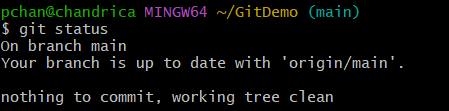 pchan@chandrica MINGW64 ~/GitDemo (main)
$ git status
On branch main
Your branch is up to date with 'origin/main'.
nothing to commit, working tree clean